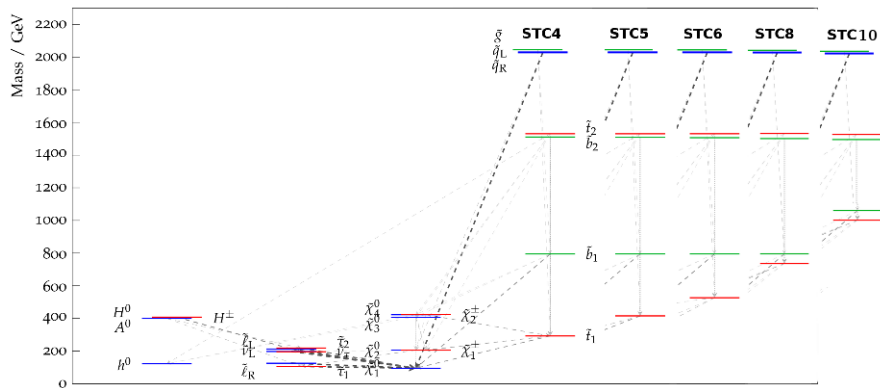 Mass / GeV
2200
2000
1800
1600
1400
1200
1000
800
600
400
200
0
STC4 STC5 STC6 STC8 STC10
g̃
q̃L
q̃R
t̃2
b̃2
b̃1
t̃1
H⁰ H±
A⁰
h⁰
ℓ̃L τ̃2
ν̃L ν̃τ
ℓ̃R τ̃1
χ̃⁰4 χ̃±2
χ̃⁰3
χ̃⁰2 χ̃±1
χ̃⁰1